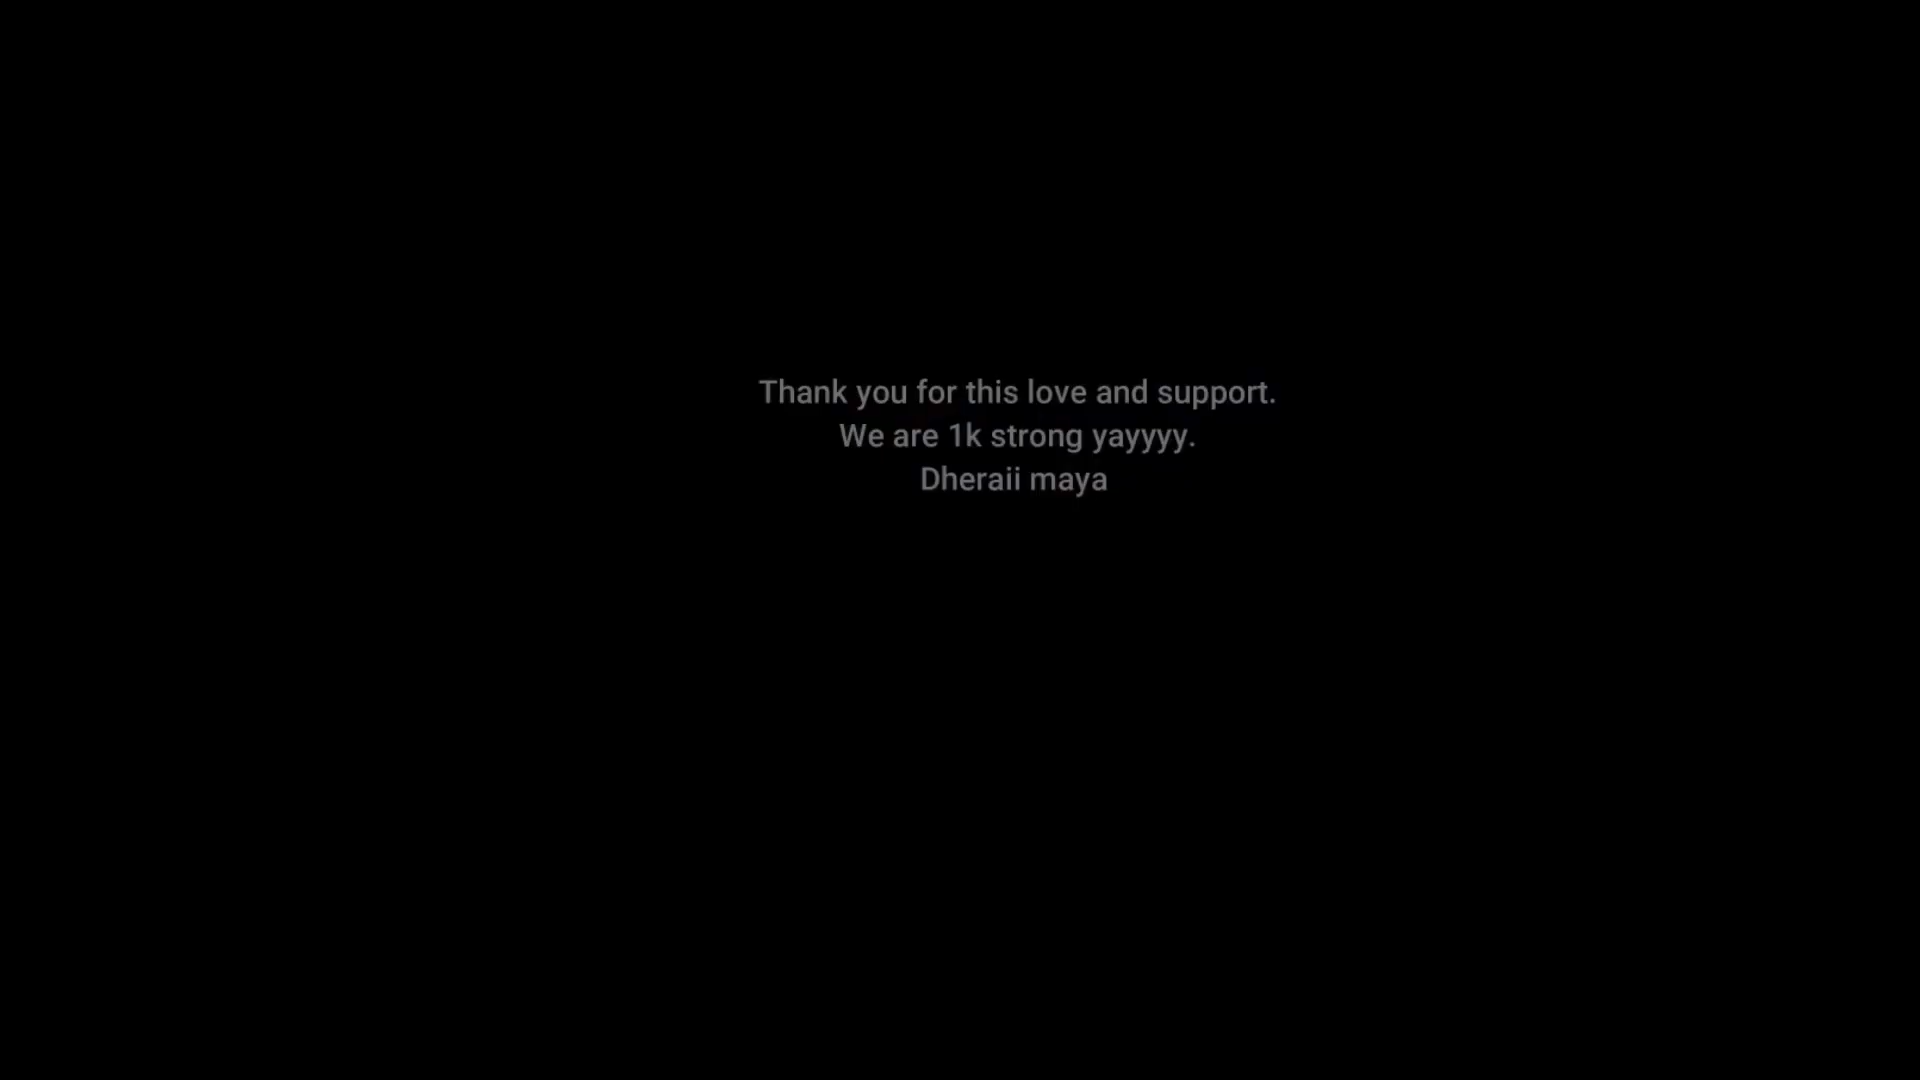 Thank you for this love and support.
We are 1k strong yayyyy.
Dheraii maya